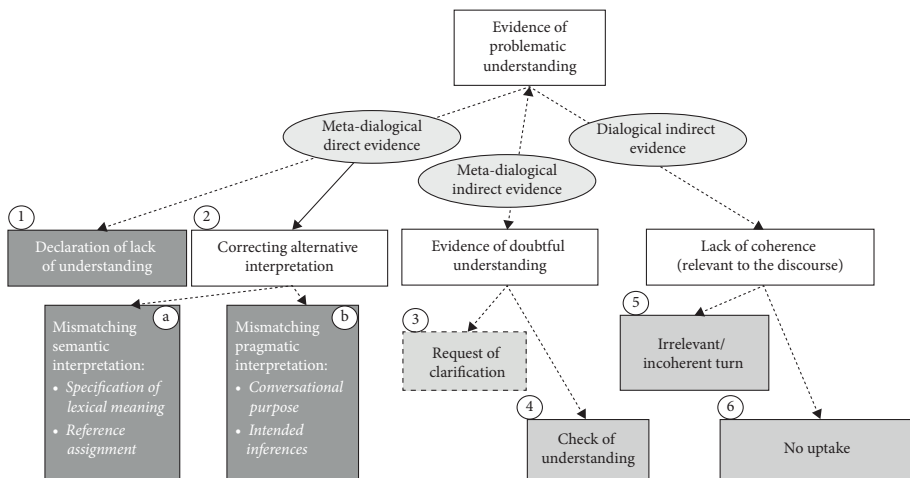 Evidence of
problematic
understanding
Meta-dialogical
direct evidence
Dialogical indirect
evidence
Meta-dialogical
indirect evidence
1
Declaration of lack
of understanding
2
Correcting alternative
interpretation
Evidence of doubtful
understanding
Lack of coherence
(relevant to the discourse)
a
Mismatching
semantic
interpretation:
• Specification of
lexical meaning
• Reference
assignment
b
Mismatching
pragmatic
interpretation:
• Conversational
purpose
• Intended
inferences
3
Request of
clarification
4
Check of
understanding
5
Irrelevant/
incoherent turn
6
No uptake